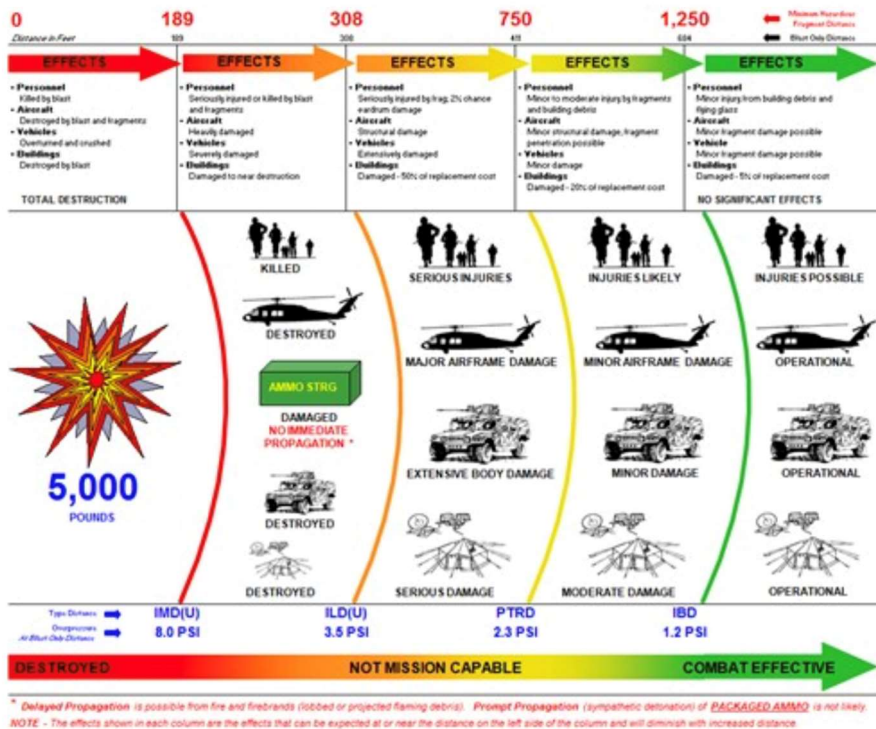 0 189 308 750 1,250 Minimum Hazardous
Fragment Distance
Distance in Feet 189 308 Blast Only Distance
EFFECTS EFFECTS EFFECTS EFFECTS EFFECTS
- Personnel
Killed by blast
- Aircraft
Destroyed by blast and fragments
- Vehicles
Overturned and crushed
- Buildings
Destroyed by blast
TOTAL DESTRUCTION
- Personnel
Seriously injured or killed by blast
and fragments
- Aircraft
Heavily damaged
- Vehicles
Severely damaged
- Buildings
Damaged to near destruction
- Personnel
Seriously injured by frag; 2% chance
eardrum damage
- Aircraft
Structural damage
- Vehicles
Extensively damaged
- Buildings
Damaged - 50% of replacement cost
- Personnel
Minor to moderate injury by fragments
and building debris
- Aircraft
Minor structural damage, fragment
penetration possible
- Vehicles
Minor damage
- Buildings
Damaged - 20% of replacement cost
- Personnel
Minor injury from building debris and
flying glass
- Aircraft
Minor fragment damage possible
- Vehicle
Minor fragment damage possible
- Buildings
Damaged - 5% of replacement cost
NO SIGNIFICANT EFFECTS
5,000
POUNDS
KILLED
DESTROYED
AMMO STRG
DAMAGED
NO IMMEDIATE
PROPAGATION *
DESTROYED
DESTROYED
SERIOUS INJURIES
MAJOR AIRFRAME DAMAGE
EXTENSIVE BODY DAMAGE
SERIOUS DAMAGE
INJURIES LIKELY
MINOR AIRFRAME DAMAGE
MINOR DAMAGE
MODERATE DAMAGE
INJURIES POSSIBLE
OPERATIONAL
OPERATIONAL
OPERATIONAL
Type Distance IMD(U) ILD(U) PTRD IBD
Overpressure 8.0 PSI 3.5 PSI 2.3 PSI 1.2 PSI
At Blast Only Distance
DESTROYED NOT MISSION CAPABLE COMBAT EFFECTIVE
* Delayed Propagation is possible from fire and firebrands (lobbed or projected flaming debris). Prompt Propagation (sympathetic detonation) of PACKAGED AMMO is not likely.
NOTE - The effects shown in each column are the effects that can be expected at or near the distance on the left side of the column and will diminish with increased distance.